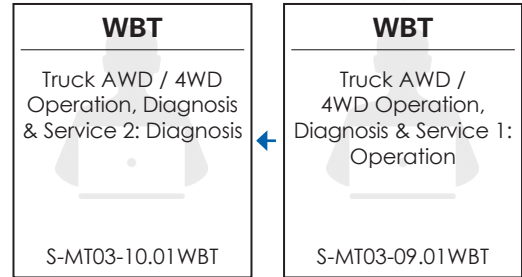 WBT
Truck AWD / 4WD
Operation, Diagnosis
& Service 2: Diagnosis
S-MT03-10.01WBT
WBT
Truck AWD /
4WD Operation,
Diagnosis & Service 1:
Operation
S-MT03-09.01WBT